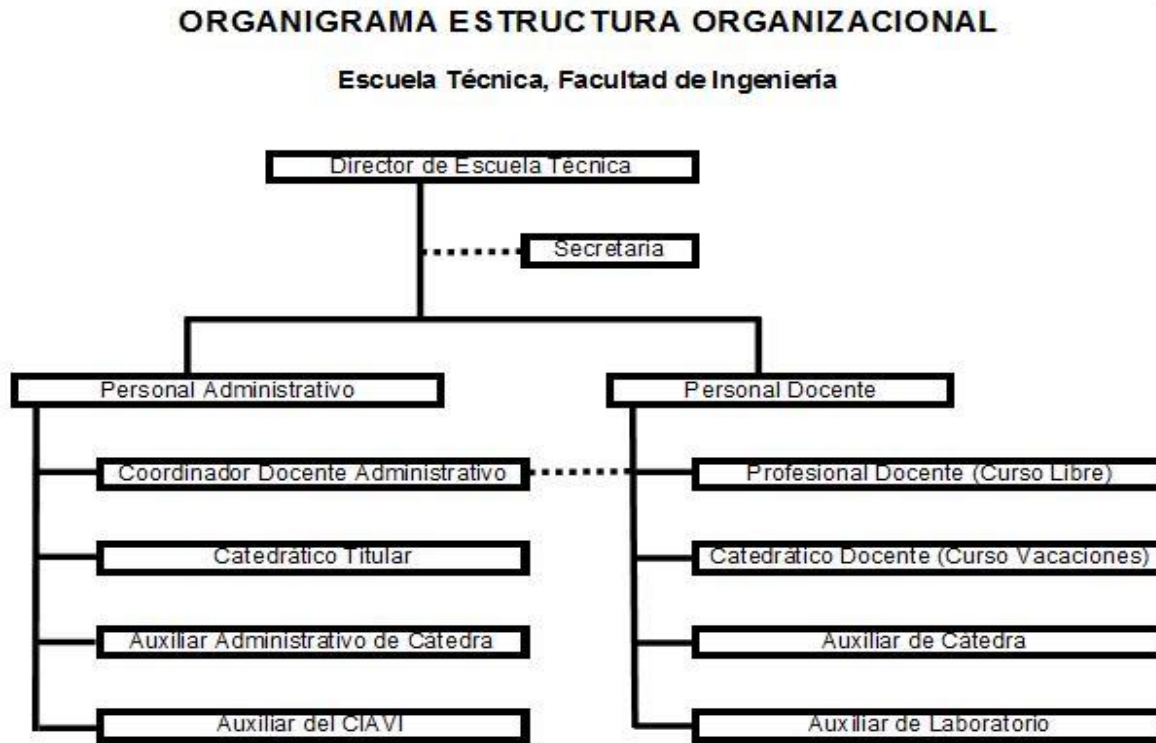 ORGANIGRAMA ESTRUCTURA ORGANIZACIONAL
Escuela Técnica, Facultad de Ingeniería
Director de Escuela Técnica
Secretaria
Personal Administrativo
Personal Docente
Coordinador Docente Administrativo
Profesional Docente (Curso Libre)
Catedrático Titular
Catedrático Docente (Curso Vacaciones)
Auxiliar Administrativo de Cátedra
Auxiliar de Cátedra
Auxiliar del CIAVI
Auxiliar de Laboratorio